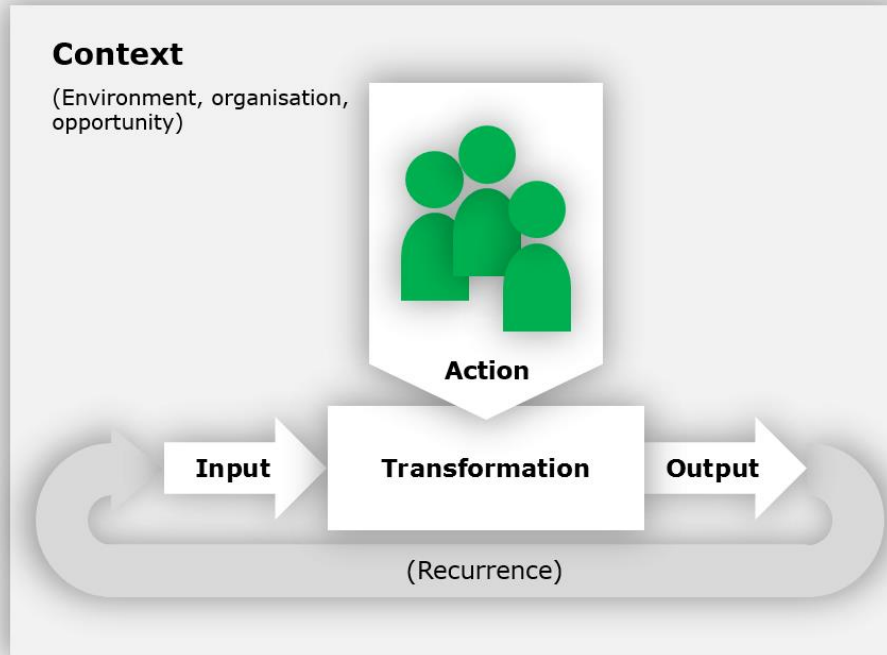 Context
(Environment, organisation,
opportunity)
Action
Input
Transformation
Output
(Recurrence)